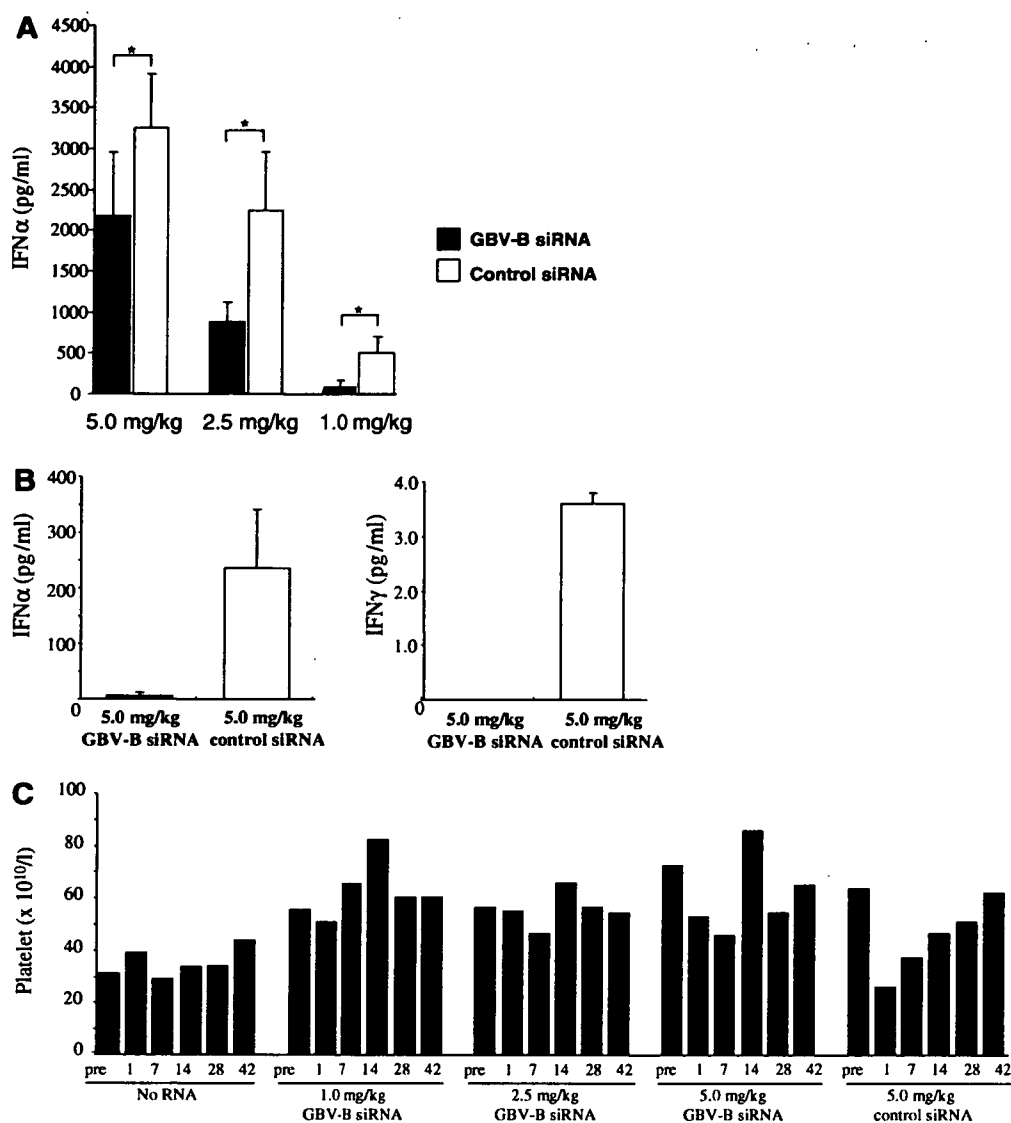 A
4500
4000
3500
3000
2500
2000
1500
1000
500
0
IFNα (pg/ml)
*
*
*
5.0 mg/kg 2.5 mg/kg 1.0 mg/kg
GBV-B siRNA
Control siRNA
B
400
300
200
100
0
IFNα (pg/ml)
5.0 mg/kg 5.0 mg/kg
GBV-B siRNA control siRNA
4.0
3.0
2.0
1.0
0
IFNγ (pg/ml)
5.0 mg/kg 5.0 mg/kg
GBV-B siRNA control siRNA
C
100
80
60
40
20
0
Platelet (x 10¹⁰/l)
pre 1 7 14 28 42 pre 1 7 14 28 42 pre 1 7 14 28 42 pre 1 7 14 28 42 pre 1 7 14 28 42
No RNA 1.0 mg/kg 2.5 mg/kg 5.0 mg/kg 5.0 mg/kg
GBV-B siRNA GBV-B siRNA GBV-B siRNA control siRNA